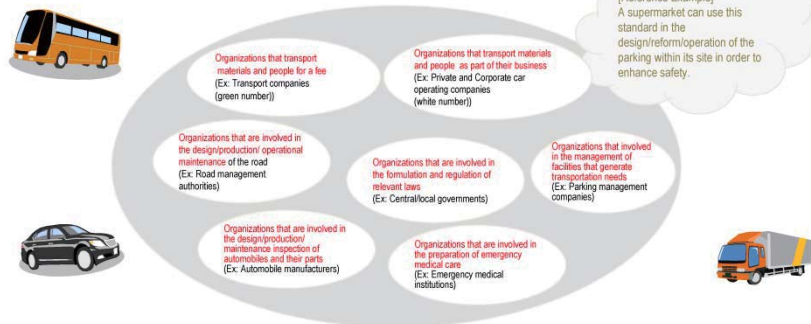 [Reference Example]
A supermarket can use this
standard in the
design/reform/operation of the
parking within its site in order to
enhance safety.
Organizations that transport
materials and people for a fee
(Ex: Transport companies
(green number))
Organizations that transport materials
and people as part of their business
(Ex: Private and Corporate car
operating companies
(white number))
Organizations that are involved in
the design/production/ operational
maintenance of the road
(Ex: Road management
authorities)
Organizations that are involved in
the formulation and regulation of
relevant laws
(Ex: Central/local governments)
Organizations that involved
in the management of
facilities that generate
transportation needs
(Ex: Parking management
companies)
Organizations that are involved in
the design/production/
maintenance inspection of
automobiles and their parts
(Ex: Automobile manufacturers)
Organizations that are involved in
the preparation of emergency
medical care
(Ex: Emergency medical
institutions)